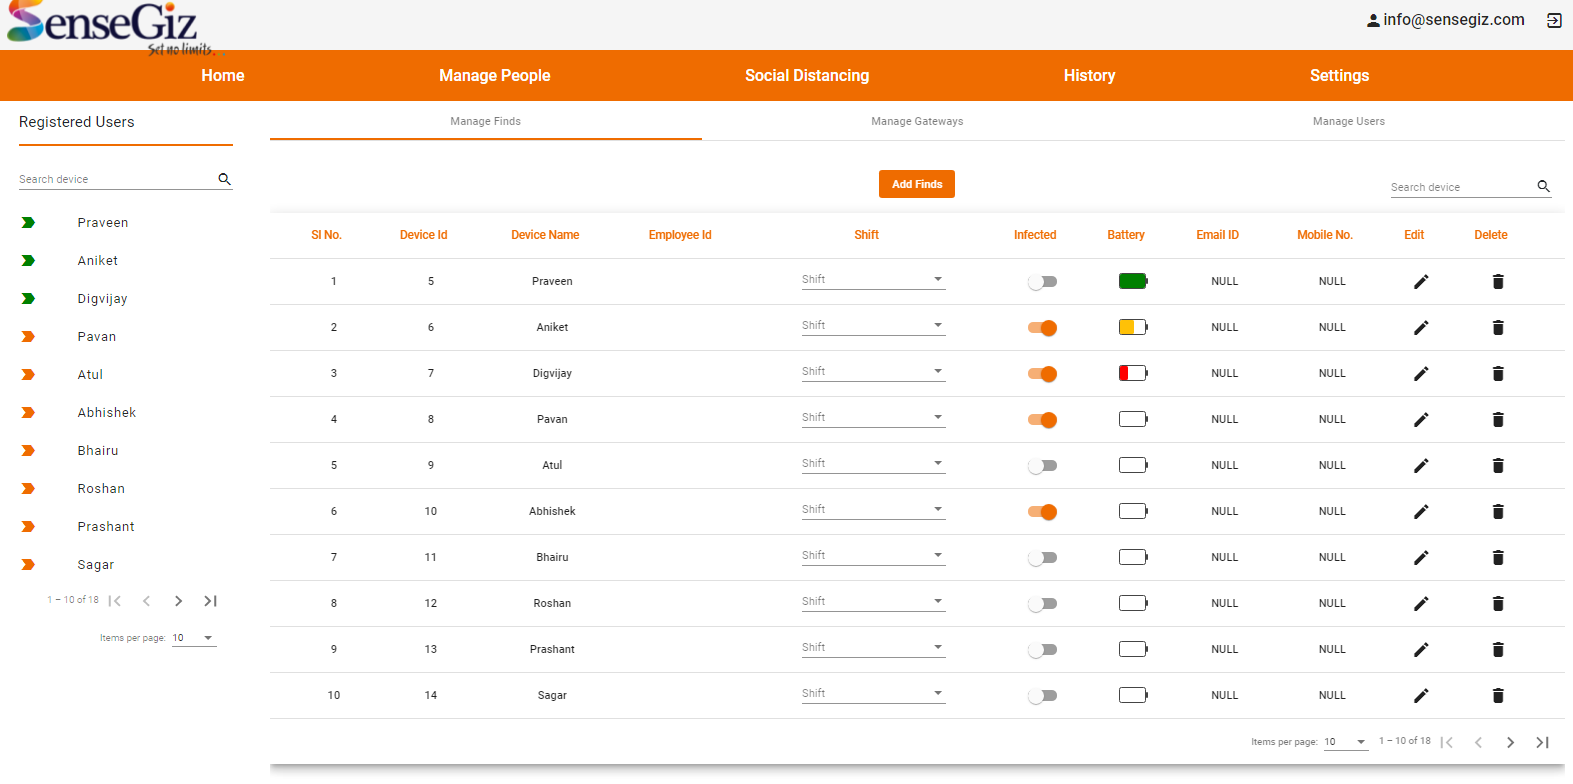 SenseGiz
Set no limits.
info@sensegiz.com
Home Manage People Social Distancing History Settings
Registered Users
Search device
Praveen
Aniket
Digvijay
Pavan
Atul
Abhishek
Bhairu
Roshan
Prashant
Sagar
1 – 10 of 18
Items per page: 10
Manage Finds Manage Gateways Manage Users
Add Finds
Search device
SI No. Device Id Device Name Employee Id Shift Infected Battery Email ID Mobile No. Edit Delete
1 5 Praveen Shift NULL NULL
2 6 Aniket Shift NULL NULL
3 7 Digvijay Shift NULL NULL
4 8 Pavan Shift NULL NULL
5 9 Atul Shift NULL NULL
6 10 Abhishek Shift NULL NULL
7 11 Bhairu Shift NULL NULL
8 12 Roshan Shift NULL NULL
9 13 Prashant Shift NULL NULL
10 14 Sagar Shift NULL NULL
Items per page: 10 1 – 10 of 18